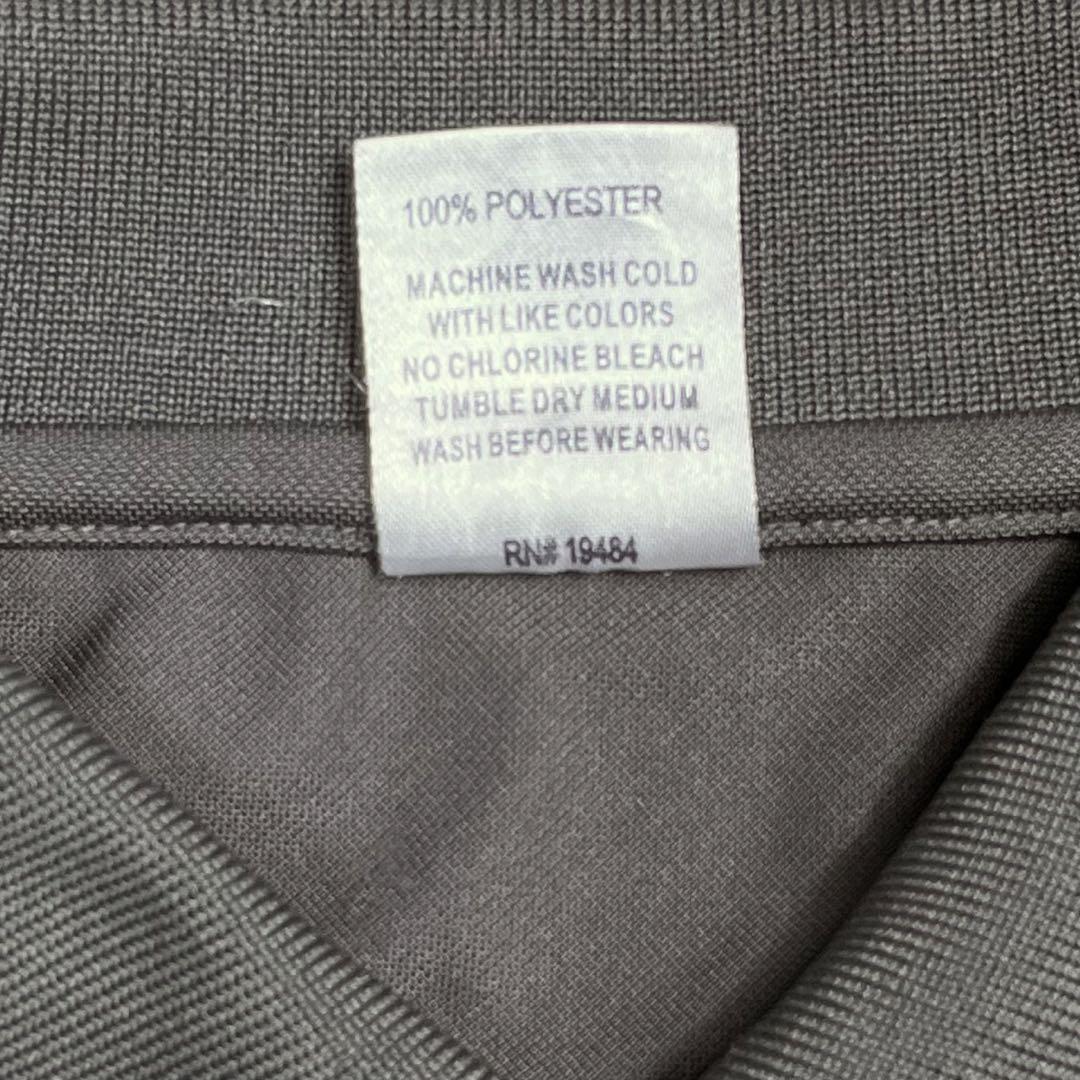 100% POLYESTER
MACHINE WASH COLD
WITH LIKE COLORS
NO CHLORINE BLEACH
TUMBLE DRY MEDIUM
WASH BEFORE WEARING
RN# 19484